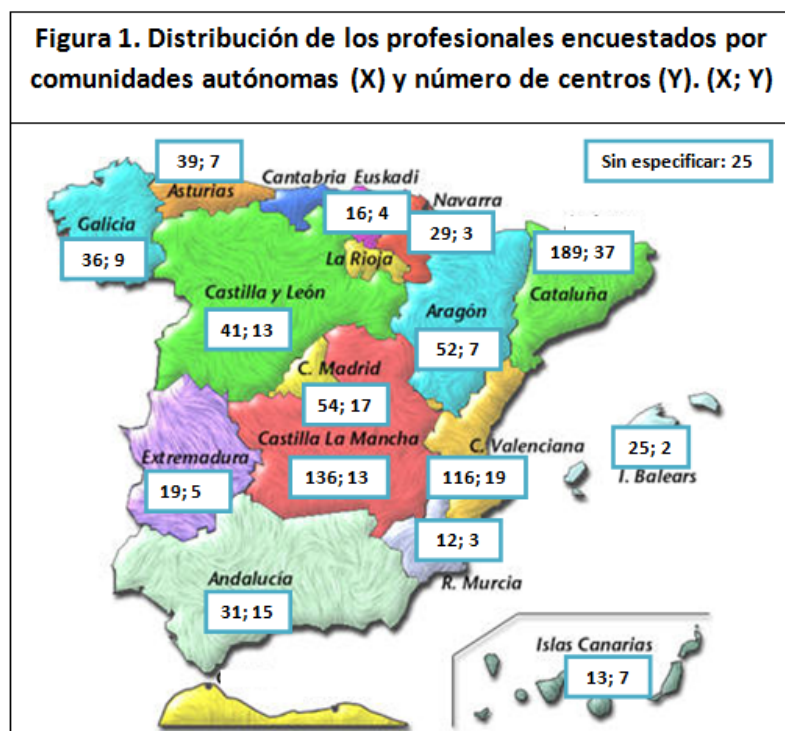 Figura 1. Distribución de los profesionales encuestados por
comunidades autónomas (X) y número de centros (Y). (X; Y)
39; 7
Sin especificar: 25
Cantabria
Euskadi
Asturias
Navarra
16; 4
29; 3
Galicia
36; 9
189; 37
La Rioja
Castilla y León
Cataluña
Aragón
41; 13
52; 7
C. Madrid
54; 17
Castilla La Mancha
C. Valenciana
25; 2
Extremadura
136; 13
116; 19
I. Balears
19; 5
12; 3
Andalucía
R. Murcia
31; 15
Islas Canarias
13; 7